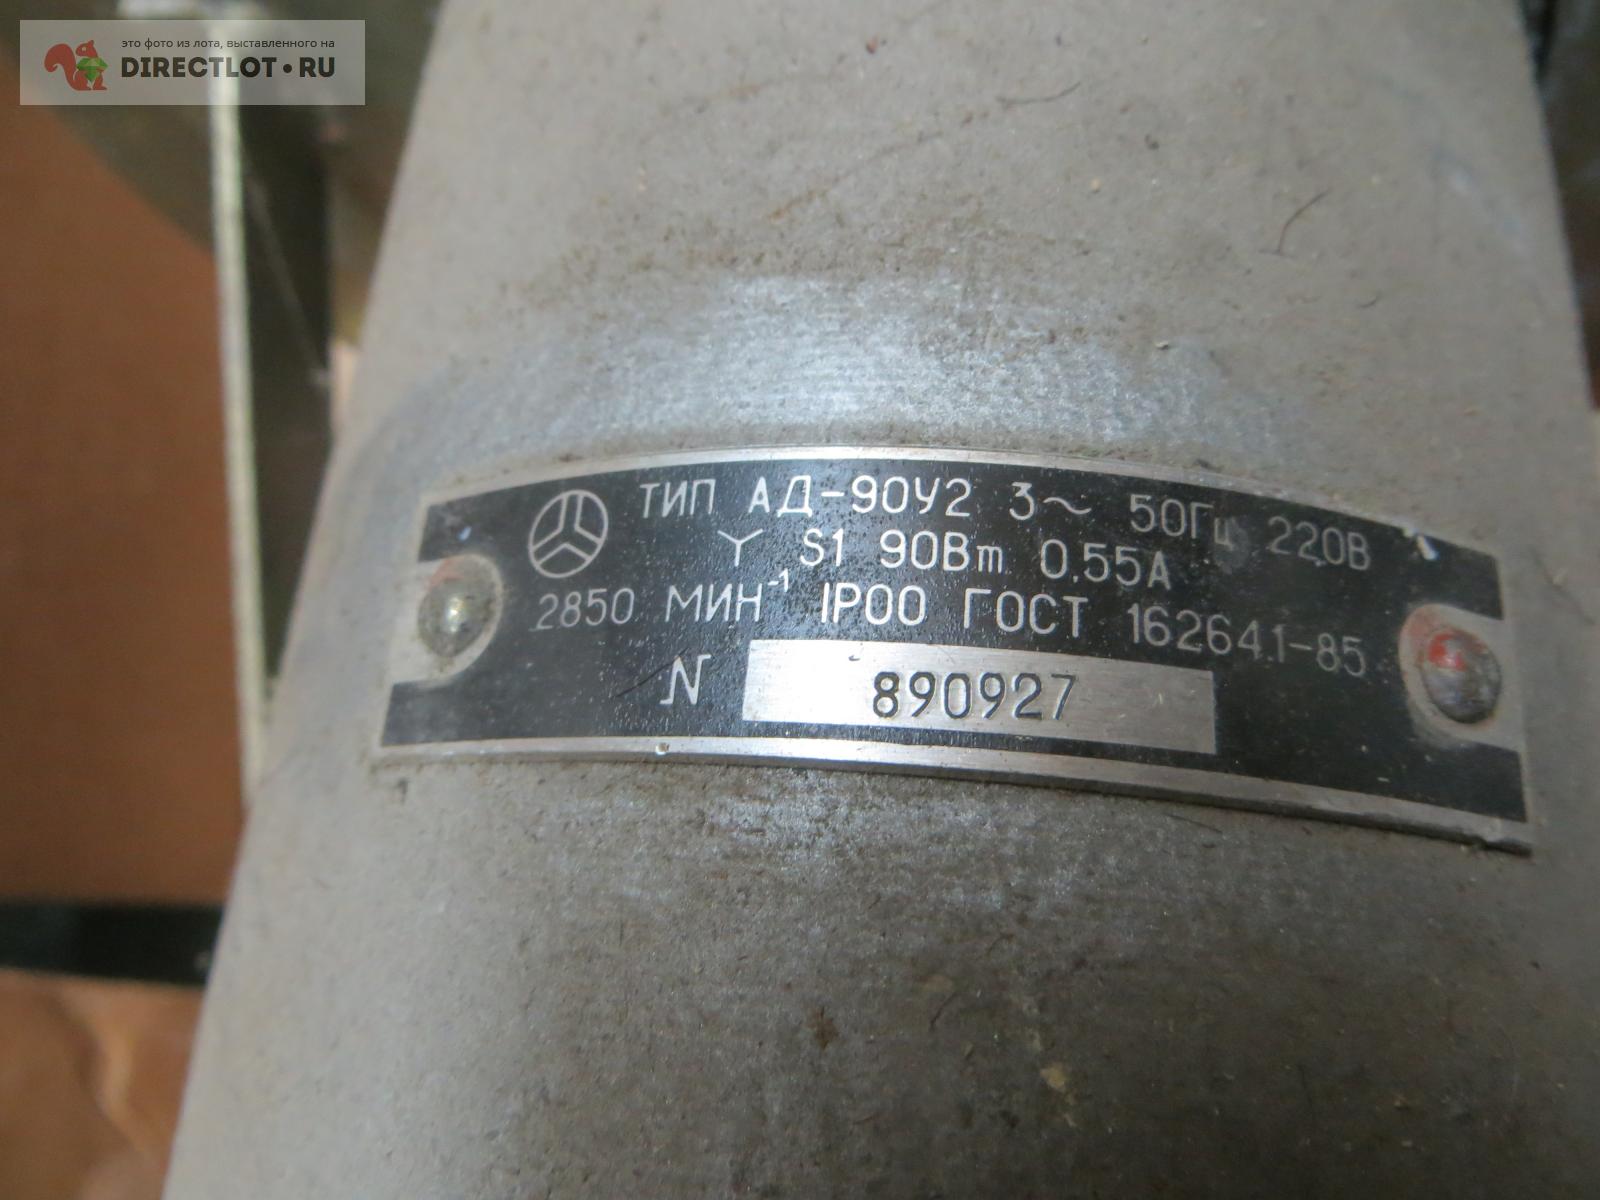 это фото из лота, выставленного на
DIRECTLOT•RU
ТИП АД-90У2 3~ 50Гц 220В
Y S1 90Вт 0,55А
2850 МИН⁻¹ IP00 ГОСТ 16264.1-85
N 890927